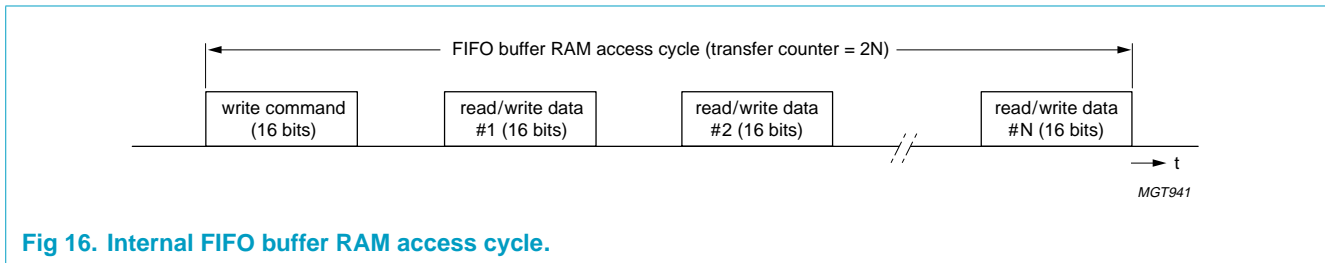 FIFO buffer RAM access cycle (transfer counter = 2N)
write command
(16 bits)
read/write data
#1 (16 bits)
read/write data
#2 (16 bits)
read/write data
#N (16 bits)
t
MGT941
Fig 16. Internal FIFO buffer RAM access cycle.